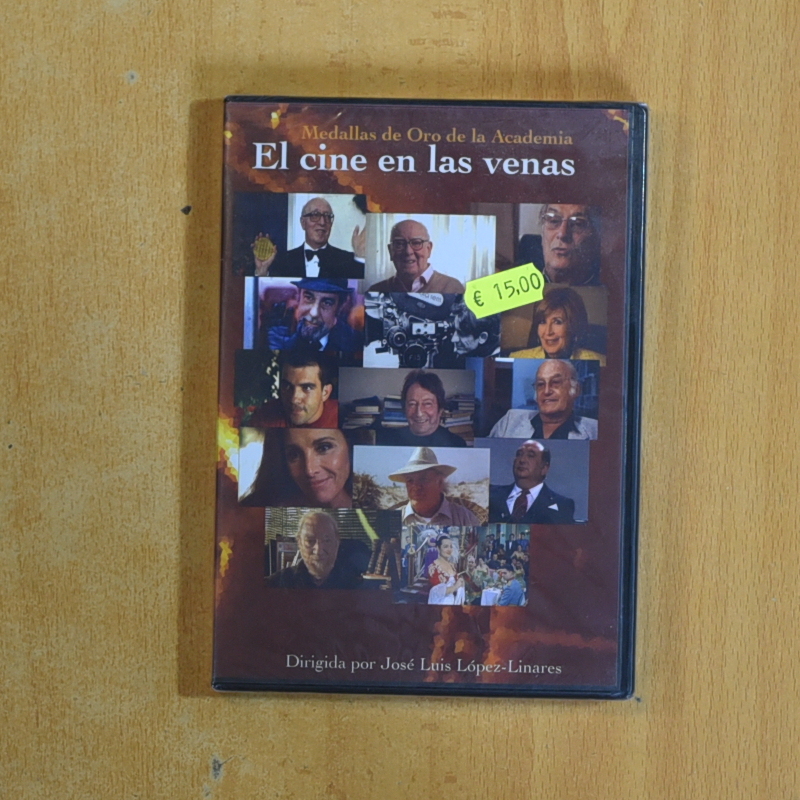 Medallas de Oro de la Academia
El cine en las venas
€ 15,00
Dirigida por José Luis López-Linares